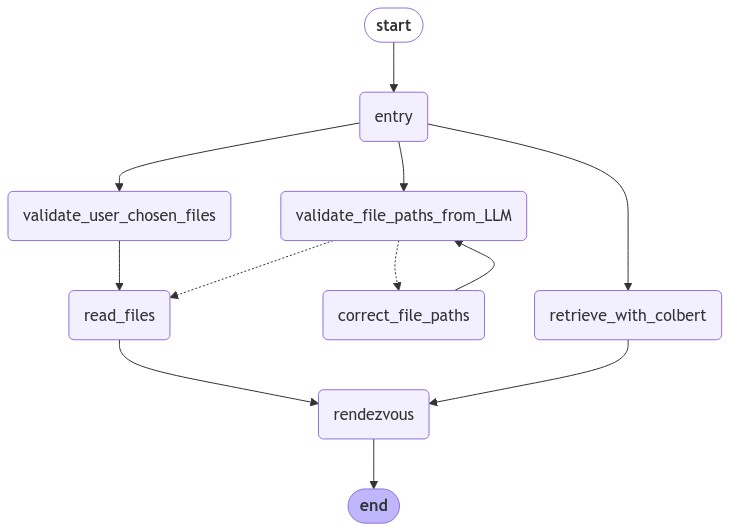 start
entry
validate_user_chosen_files
validate_file_paths_from_LLM
read_files
correct_file_paths
retrieve_with_colbert
rendezvous
end